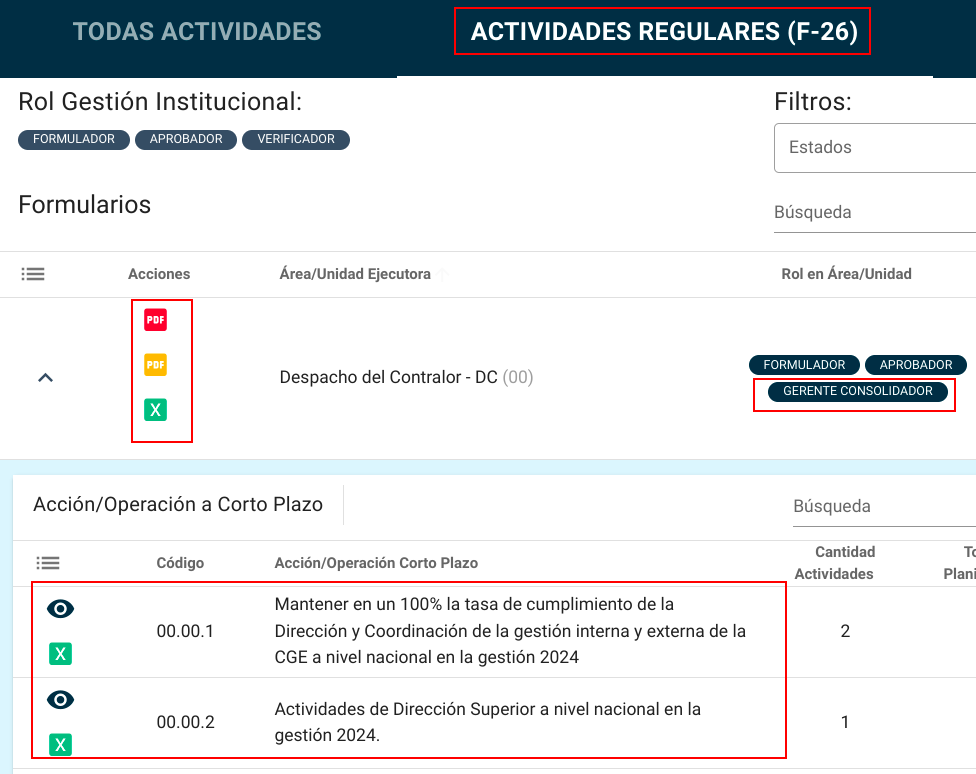 TODAS ACTIVIDADES
ACTIVIDADES REGULARES (F-26)
Rol Gestión Institucional:
FORMULADOR APROBADOR VERIFICADOR
Filtros:
Estados
Formularios
Búsqueda
Acciones Área/Unidad Ejecutora Rol en Área/Unidad
PDF
PDF
X
Despacho del Contralor - DC (00)
FORMULADOR APROBADOR
GERENTE CONSOLIDADOR
Acción/Operación a Corto Plazo
Búsqueda
Código Acción/Operación Corto Plazo
Cantidad
Actividades
To
Plani
Mantener en un 100% la tasa de cumplimiento de la
00.00.1 Dirección y Coordinación de la gestión interna y externa de la 2
X CGE a nivel nacional en la gestión 2024
00.00.2 Actividades de Dirección Superior a nivel nacional en la 1
X gestión 2024.